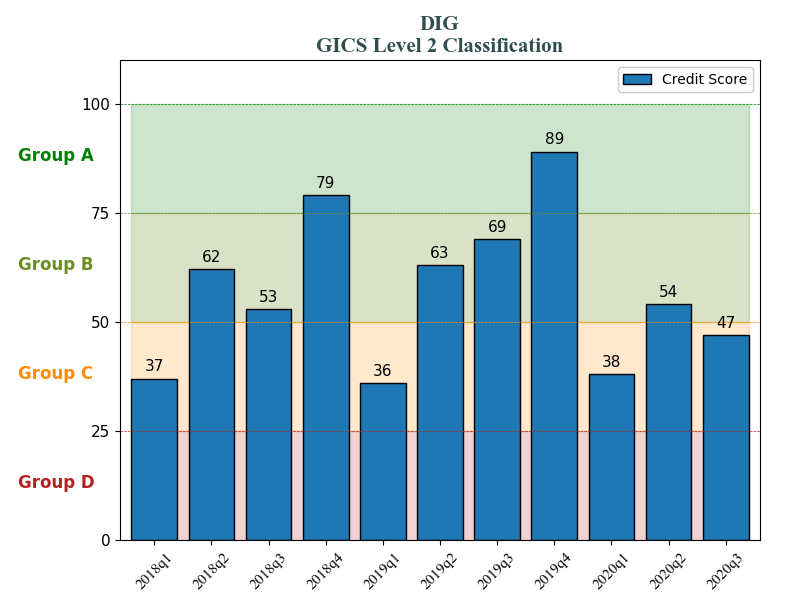 DIG
GICS Level 2 Classification
Credit Score
100
75
50
25
0
Group A
Group B
Group C
Group D
37
62
53
79
36
63
69
89
38
54
47
2018q1
2018q2
2018q3
2018q4
2019q1
2019q2
2019q3
2019q4
2020q1
2020q2
2020q3